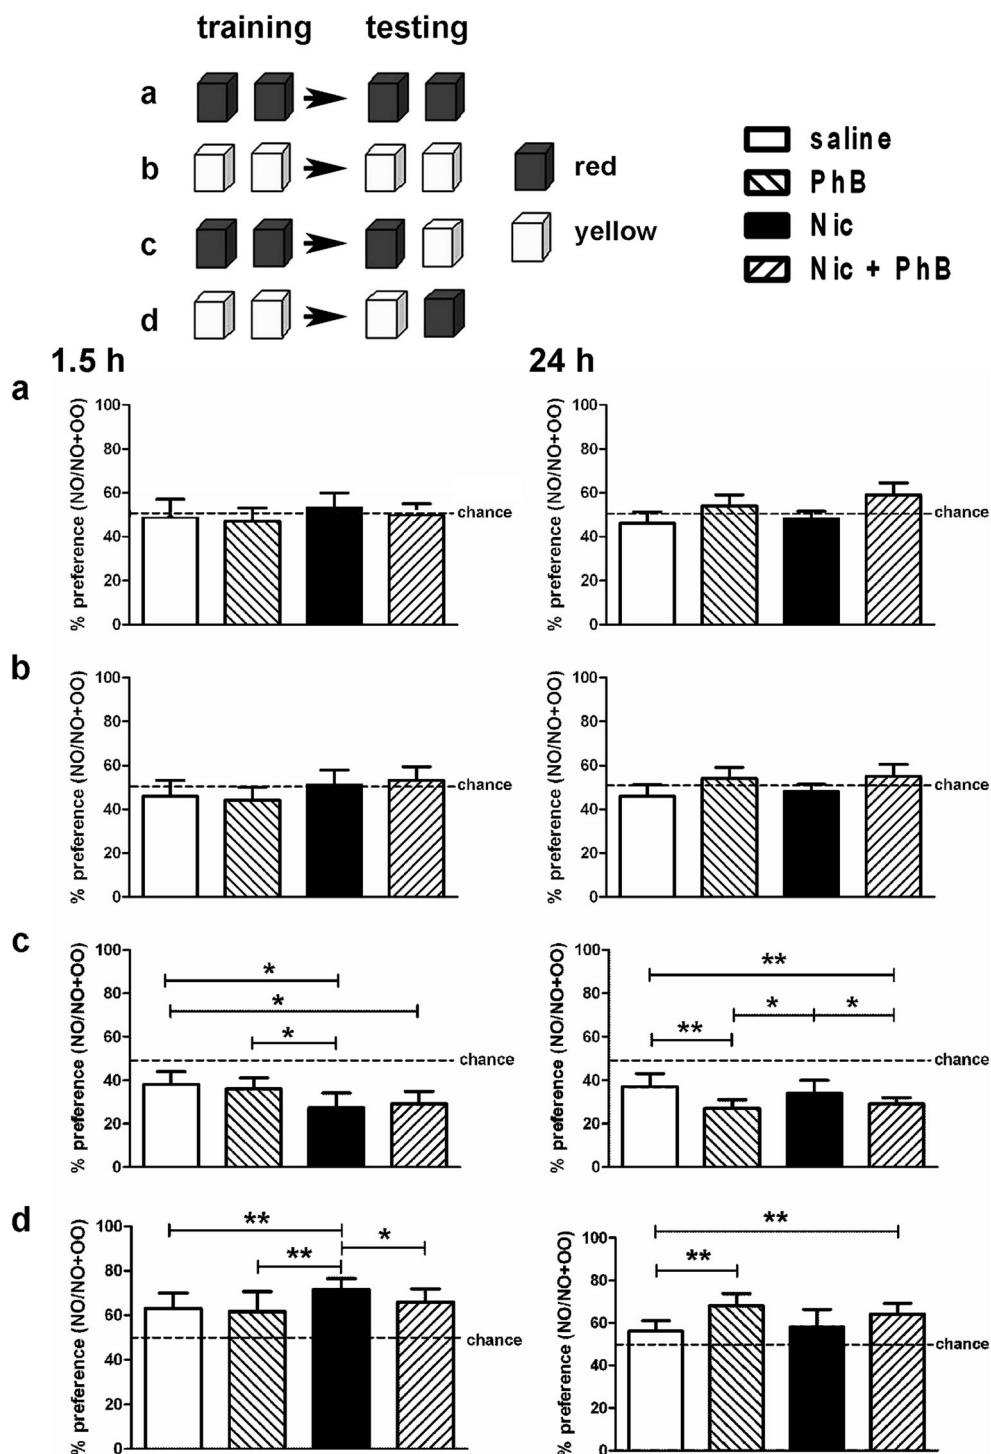 training testing
a
b
c
d
red
yellow
saline
PhB
Nic
Nic + PhB
1.5 h 24 h
a
% preference (NO/NO+OO)
100
80
60
40
20
0
chance
% preference (NO/NO+OO)
100
80
60
40
20
0
chance
b
% preference (NO/NO+OO)
100
80
60
40
20
0
chance
% preference (NO/NO+OO)
100
80
60
40
20
0
chance
c
% preference (NO/NO+OO)
100
80
60
40
20
0
*
*
*
chance
% preference (NO/NO+OO)
100
80
60
40
20
0
**
* *
**
chance
d
% preference (NO/NO+OO)
100
80
60
40
20
0
**
*
**
chance
% preference (NO/NO+OO)
100
80
60
40
20
0
**
**
chance